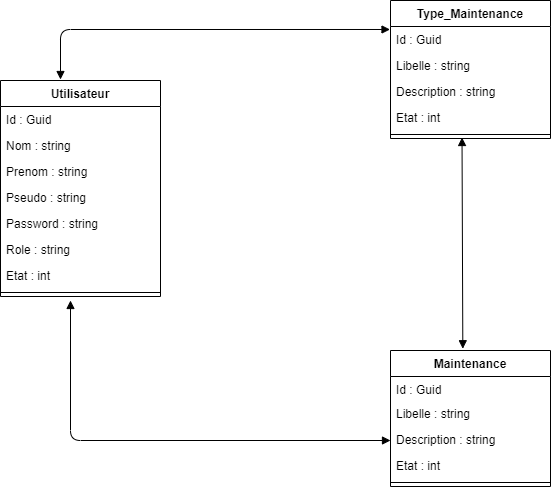 Type_Maintenance
Id : Guid
Libelle : string
Description : string
Etat : int
Utilisateur
Id : Guid
Nom : string
Prenom : string
Pseudo : string
Password : string
Role : string
Etat : int
Maintenance
Id : Guid
Libelle : string
Description : string
Etat : int